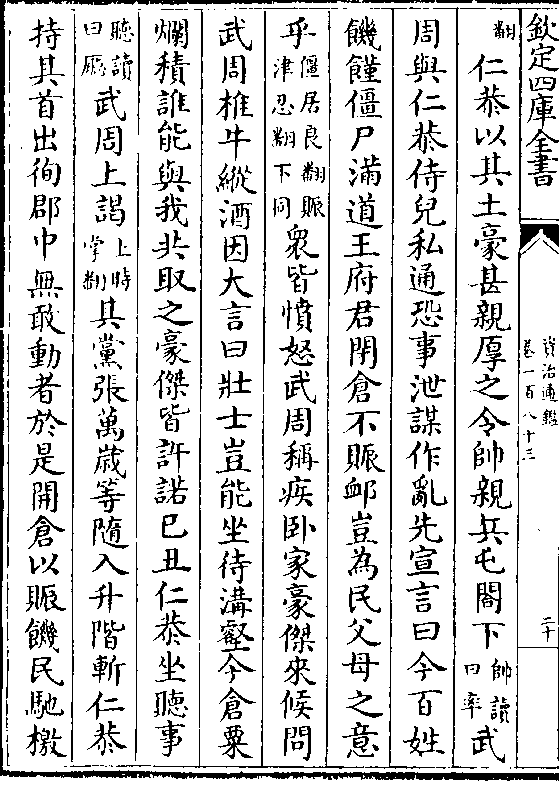 欽定四庫全書
資治通鑑
卷一百八十三
二十
翻仁恭以其土豪甚親厚之令帥親兵屯閤下帥讀曰率武
周與仁恭侍兒私通恐事泄謀作亂先宣言曰今百姓
饑饉僵尸滿道王府君閉倉不賑䘏豈為民父母之意
乎僵居良翻賑津忍翻下同衆皆憤怒武周稱疾臥家豪傑來候問
武周椎牛縱酒因大言曰壯士豈能坐待溝壑今倉粟
爛積誰能與我共取之豪傑皆許諾已丑仁恭坐聽事
聽讀曰廳武周上謁上時掌翻其黨張萬歲等隨入升階斬仁恭
持其首出徇郡中無敢動者於是開倉以賑饑民馳檄